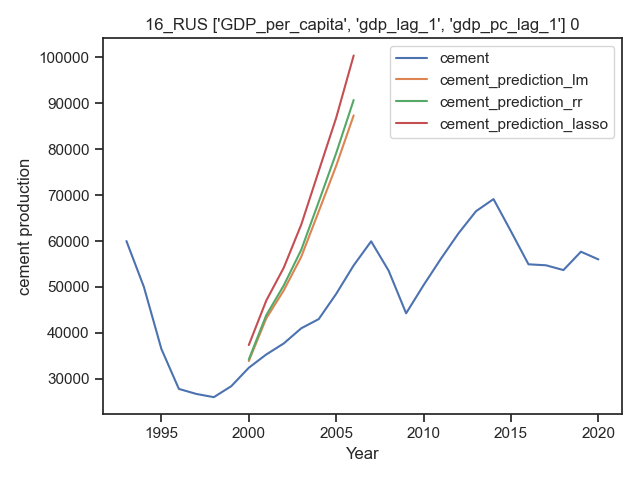 16_RUS ['GDP_per_capita', 'gdp_lag_1', 'gdp_pc_lag_1'] 0
cement
cement_prediction_lm
cement_prediction_rr
cement_prediction_lasso
100000
90000
80000
70000
60000
50000
40000
30000
cement production
1995
2000
2005
2010
2015
2020
Year